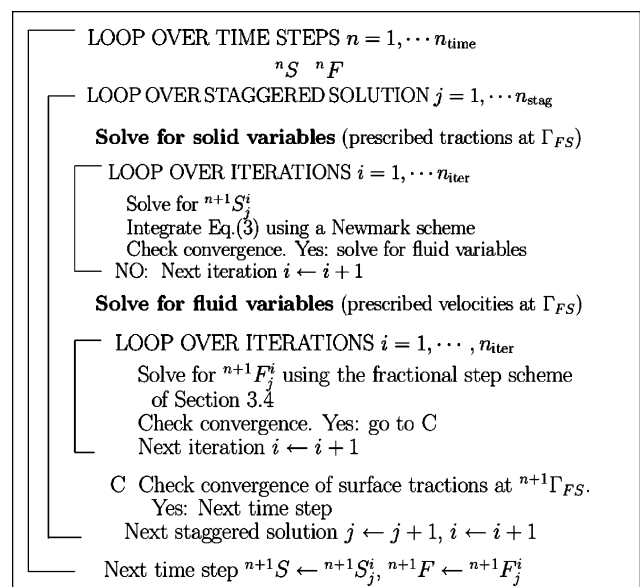 LOOP OVER TIME STEPS n = 1, ⋯ n_time
ⁿS ⁿF
LOOP OVER STAGGERED SOLUTION j = 1, ⋯ n_stag
Solve for solid variables (prescribed tractions at Γ_FS)
LOOP OVER ITERATIONS i = 1, ⋯ n_iter
Solve for ⁿ⁺¹S_j^i
Integrate Eq.(3) using a Newmark scheme
Check convergence. Yes: solve for fluid variables
NO: Next iteration i ← i + 1
Solve for fluid variables (prescribed velocities at Γ_FS)
LOOP OVER ITERATIONS i = 1, ⋯ , n_iter
Solve for ⁿ⁺¹F_j^i using the fractional step scheme
of Section 3.4
Check convergence. Yes: go to C
Next iteration i ← i + 1
C Check convergence of surface tractions at ⁿ⁺¹Γ_FS.
Yes: Next time step
Next staggered solution j ← j + 1, i ← i + 1
Next time step ⁿ⁺¹S ← ⁿ⁺¹S_j^i, ⁿ⁺¹F ← ⁿ⁺¹F_j^i